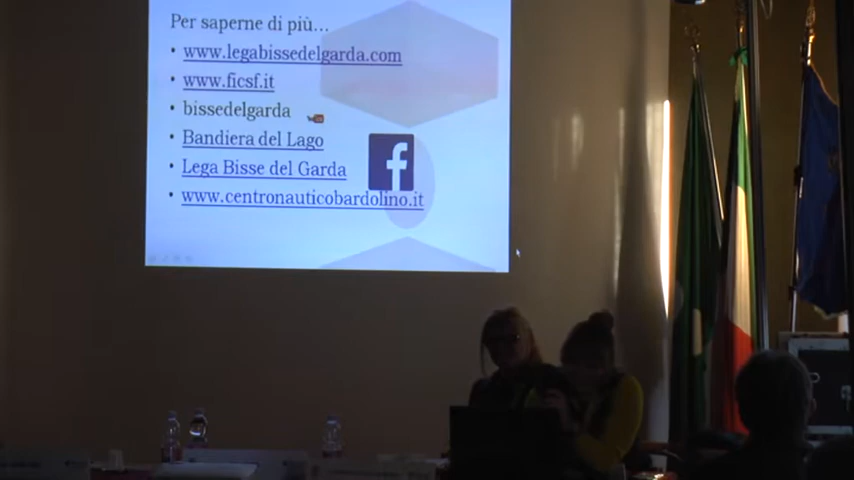 Per saperne di più...
• www.legabissedelgarda.com
• www.ficsf.it
• bissedelgarda
• Bandiera del Lago
• Lega Bisse del Garda
• www.centronauticobardolino.it
f